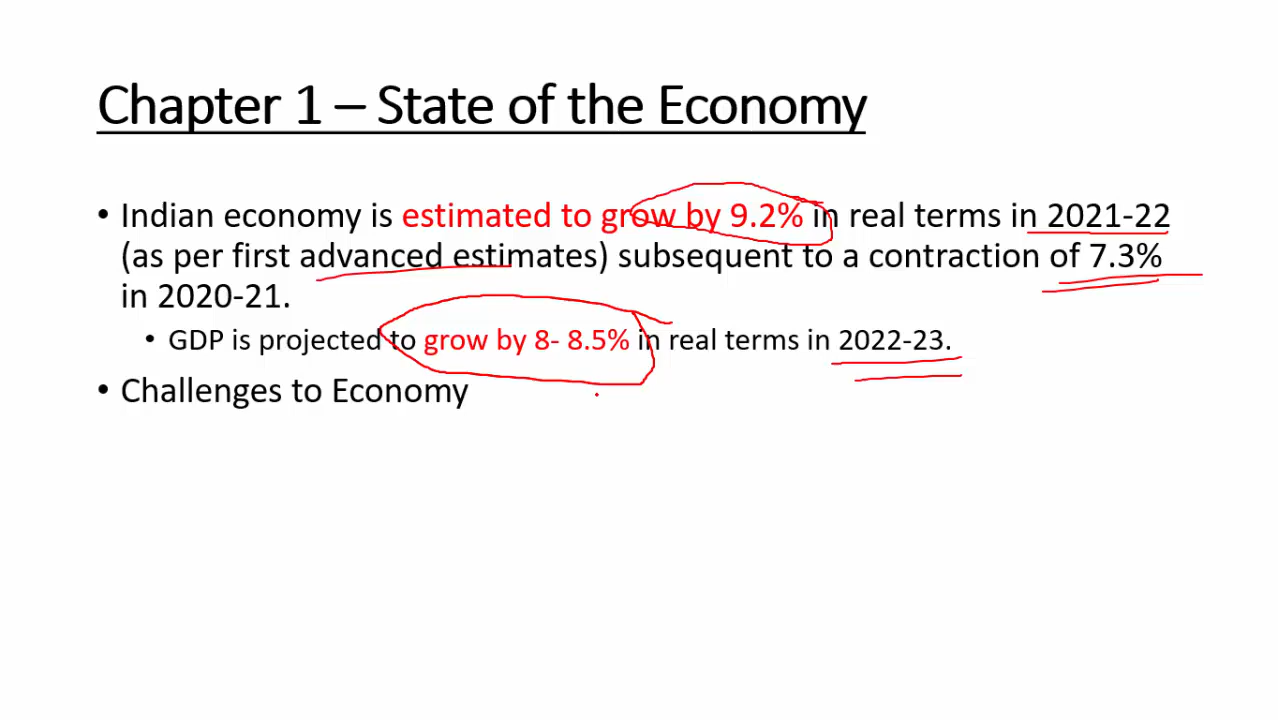 Chapter 1 – State of the Economy
• Indian economy is estimated to grow by 9.2% in real terms in 2021-22
(as per first advanced estimates) subsequent to a contraction of 7.3%
in 2020-21.
• GDP is projected to grow by 8- 8.5% in real terms in 2022-23.
• Challenges to Economy